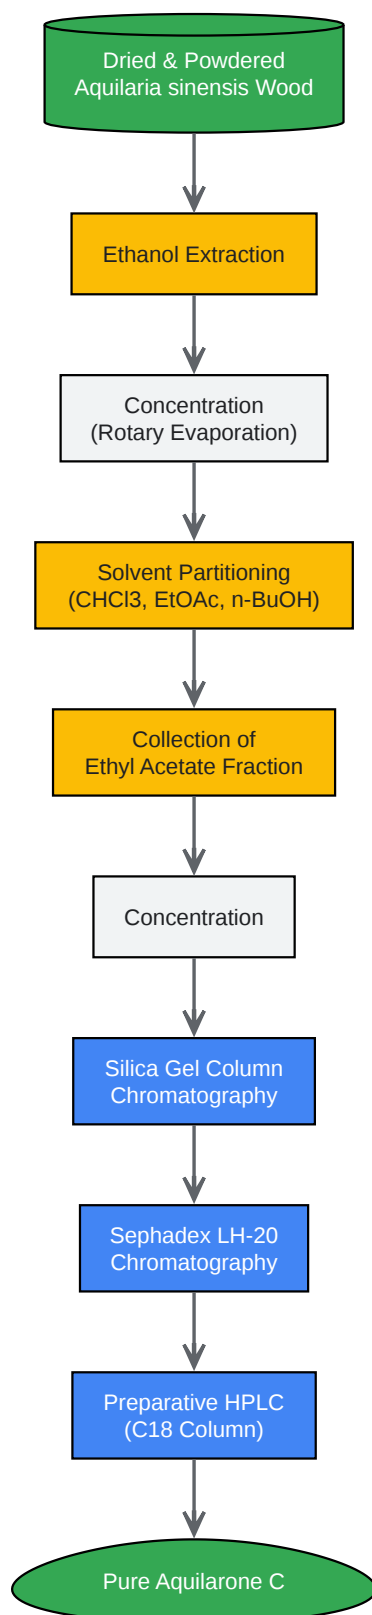 Dried & Powdered
Aquilaria sinensis Wood
Ethanol Extraction
Concentration
(Rotary Evaporation)
Solvent Partitioning
(CHCl3, EtOAc, n-BuOH)
Collection of
Ethyl Acetate Fraction
Concentration
Silica Gel Column
Chromatography
Sephadex LH-20
Chromatography
Preparative HPLC
(C18 Column)
Pure Aquilarone C